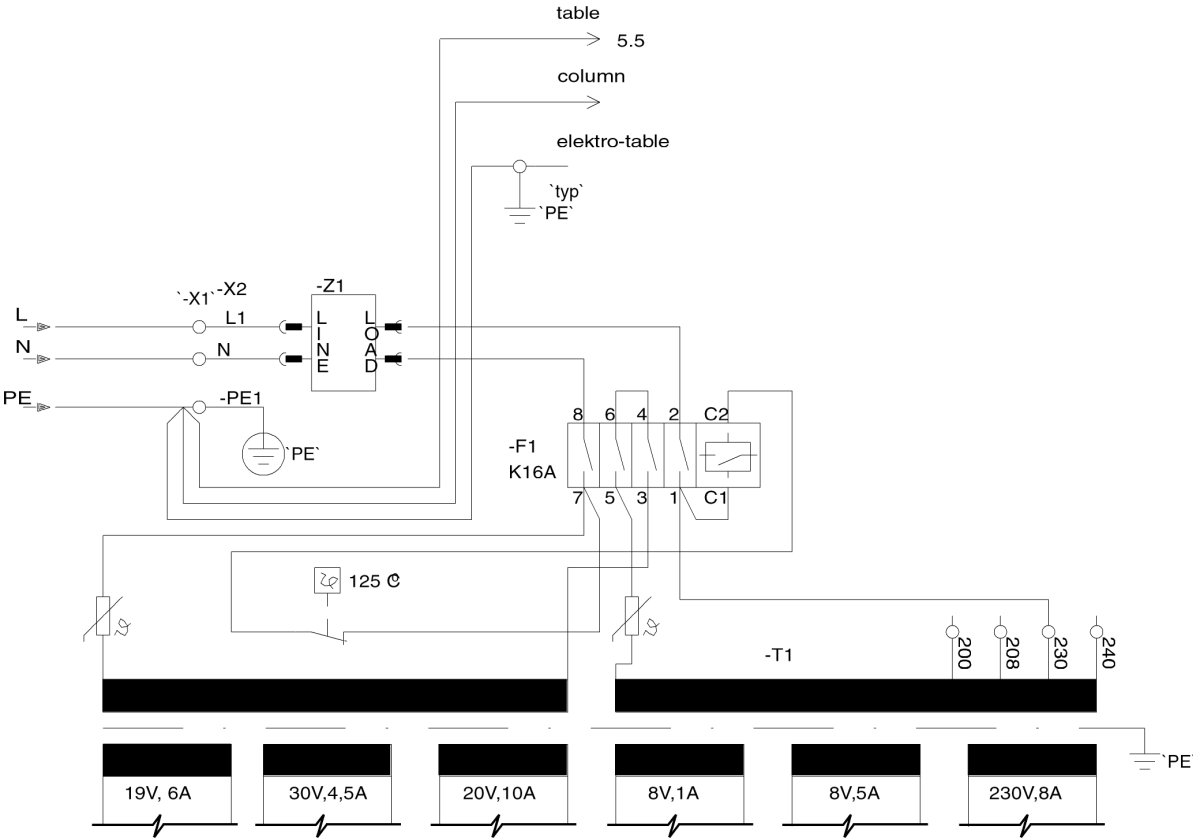 table
5.5
column
elektro-table
`typ`
`PE`
`-X1` -X2
-Z1
L
L1
LINE
LOAD
N
N
PE
-PE1
`PE`
8 6 4 2 C2
-F1
K16A
7 5 3 1 C1
125 °C
-T1
200
208
230
240
`PE`
19V, 6A
30V,4,5A
20V,10A
8V,1A
8V,5A
230V,8A